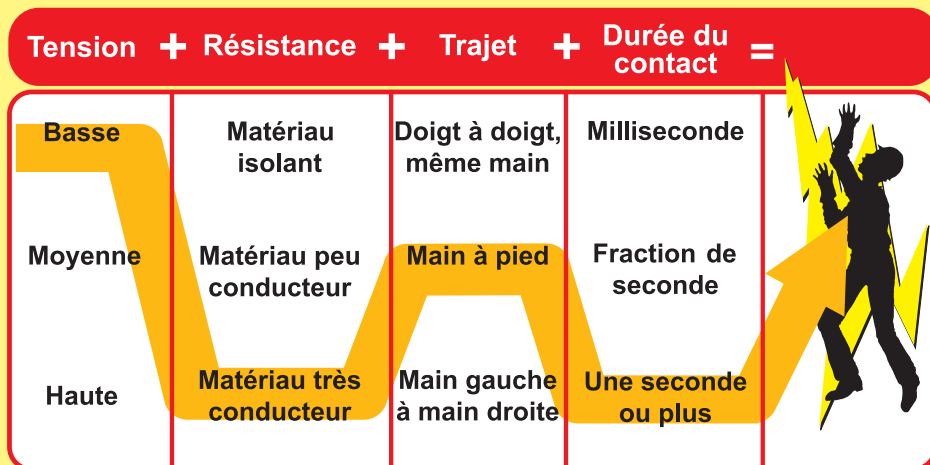 Tension + Résistance + Trajet + Durée du
contact =
Basse
Matériau
isolant
Doigt à doigt,
même main
Milliseconde
Moyenne
Matériau peu
conducteur
Main à pied
Fraction de
seconde
Haute
Matériau très
conducteur
Main gauche
à main droite
Une seconde
ou plus